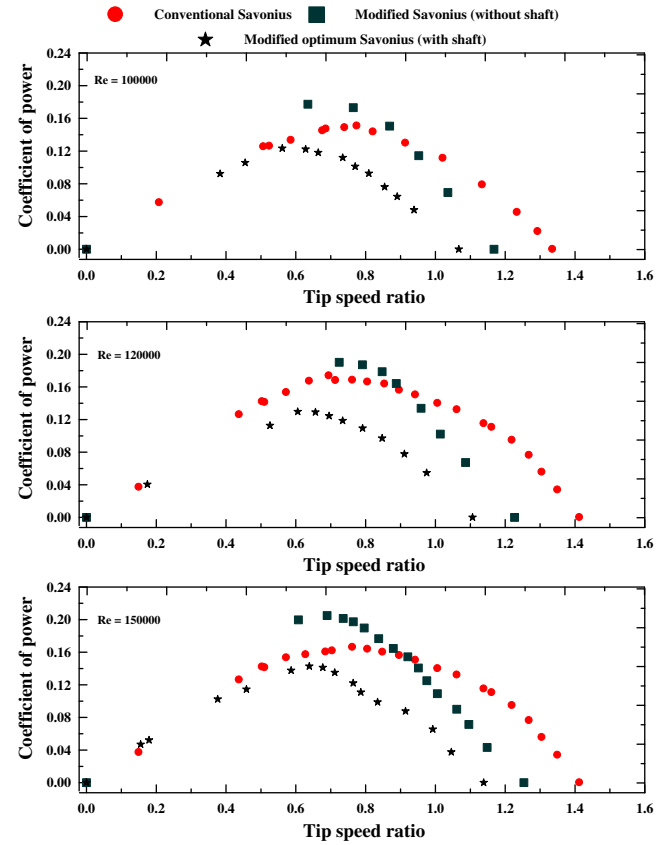 Conventional Savonius
Modified Savonius (without shaft)
Modified optimum Savonius (with shaft)
Re = 100000
Coefficient of power
0.24
0.20
0.16
0.12
0.08
0.04
0.00
0.0 0.2 0.4 0.6 0.8 1.0 1.2 1.4 1.6
Tip speed ratio
Re = 120000
Coefficient of power
0.24
0.20
0.16
0.12
0.08
0.04
0.00
0.0 0.2 0.4 0.6 0.8 1.0 1.2 1.4 1.6
Tip speed ratio
Re = 150000
Coefficient of power
0.24
0.20
0.16
0.12
0.08
0.04
0.00
0.0 0.2 0.4 0.6 0.8 1.0 1.2 1.4 1.6
Tip speed ratio